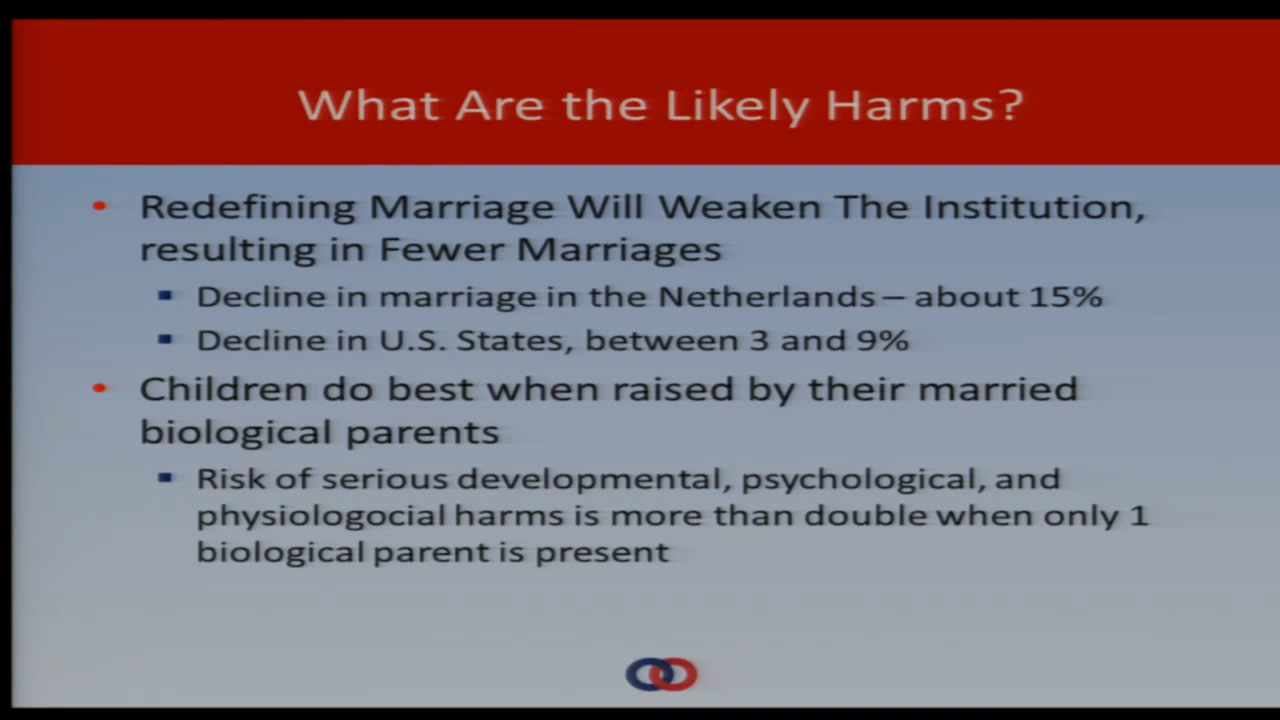 What Are the Likely Harms?
• Redefining Marriage Will Weaken The Institution,
resulting in Fewer Marriages
▪ Decline in marriage in the Netherlands – about 15%
▪ Decline in U.S. States, between 3 and 9%
• Children do best when raised by their married
biological parents
▪ Risk of serious developmental, psychological, and
physiologocial harms is more than double when only 1
biological parent is present